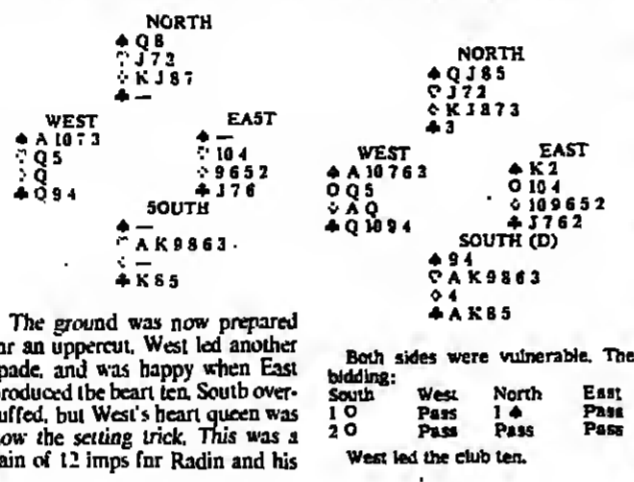 NORTH
♠ Q 8
♡ J 7 2
♢ K J 8 7
♣ —
WEST
♠ A 10 7 3
♡ Q 5
♢ Q
♣ Q 9 4
EAST
♠ —
♡ 10 4
♢ 9 6 5 2
♣ J 7 6
SOUTH
♠ —
♡ A K 9 8 6 3
♢ —
♣ K 8 5
The ground was now prepared
an uppercut. West led another
pade, and was happy when East
roduced the heart ten. South over-
uffed, but West's heart queen was
ow the setting trick. This was a
ain of 12 imps for Radin and his
NORTH
♠ Q J 8 5
♡ J 7 2
♢ K J 8 7 3
♣ 3
WEST
♠ A 10 7 6 3
♡ Q 5
♢ A Q
♣ Q 10 9 4
EAST
♠ K 2
♡ 10 4
♢ 10 9 6 5 2
♣ J 7 6 2
SOUTH (D)
♠ 9 4
♡ A K 9 8 6 3
♢ 4
♣ A K 8 5
Both sides were vulnerable. The
bidding:
South West North East
1 ♡ Pass 1 ♠ Pass
2 ♡ Pass Pass Pass
West led the club ten.